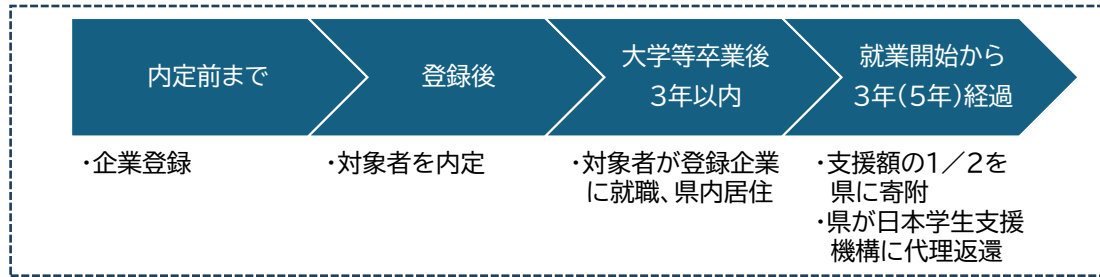 内定前まで
登録後
大学等卒業後
3年以内
就業開始から
3年(5年)経過
・企業登録
・対象者を内定
・対象者が登録企業
に就職、県内居住
・支援額の1／2を
県に寄附
・県が日本学生支援
機構に代理返還